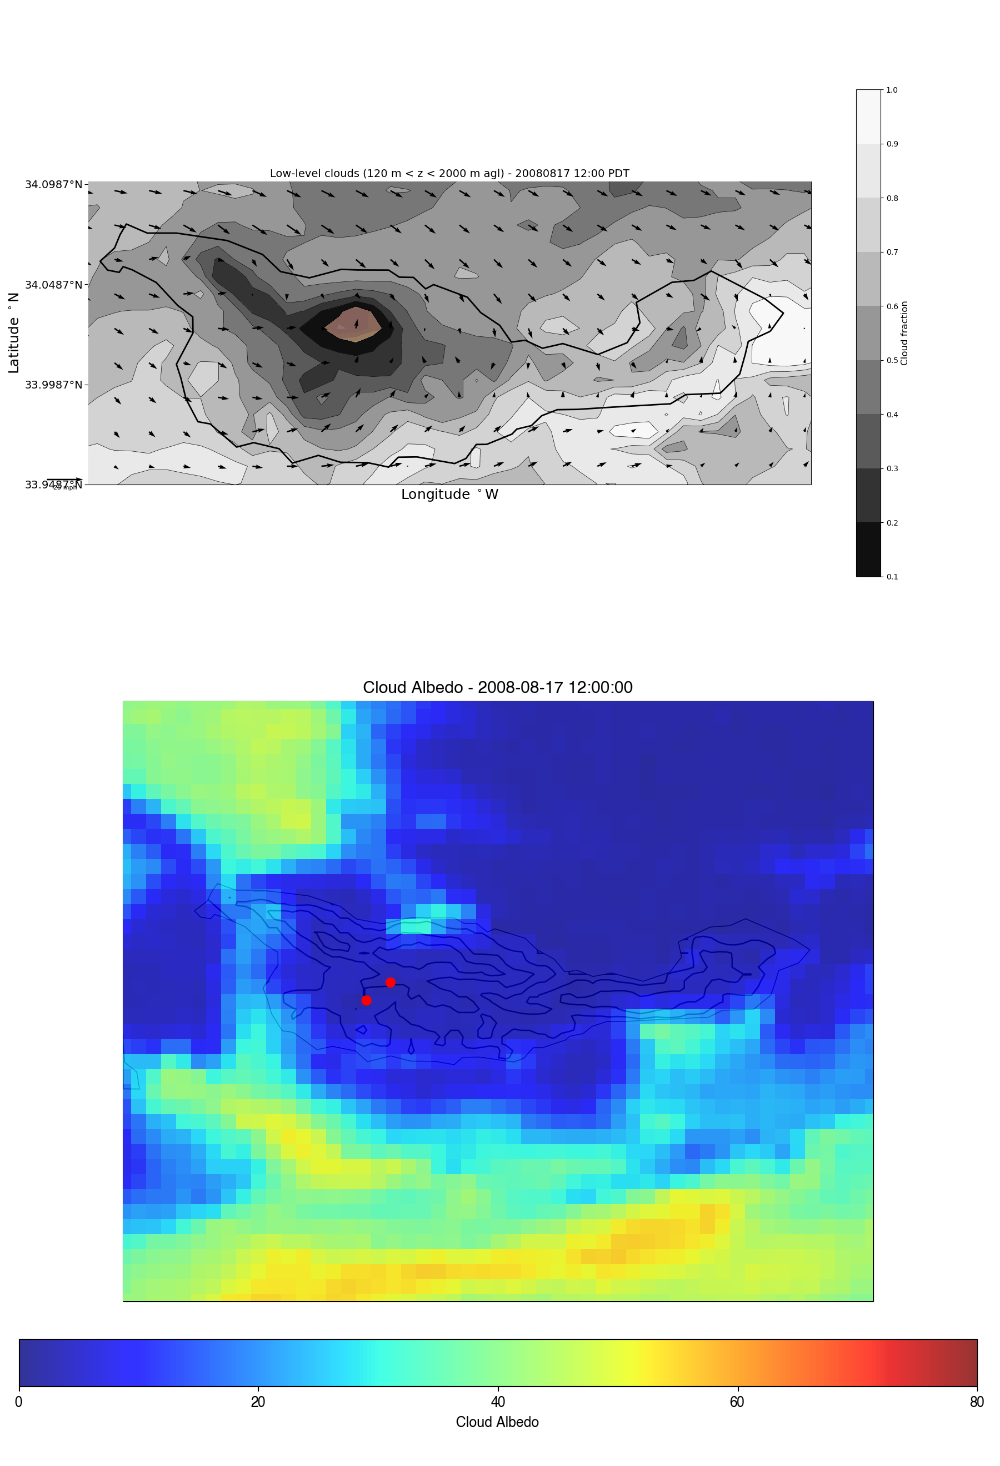 Low-level clouds (120 m < z < 2000 m agl) - 20080817 12:00 PDT
34.0987°N
34.0487°N
33.9987°N
33.9487°N
Latitude °N
Longitude °W
1.0
0.9
0.8
0.7
0.6
0.5
0.4
0.3
0.2
0.1
Cloud fraction
Cloud Albedo - 2008-08-17 12:00:00
0 20 40 60 80
Cloud Albedo